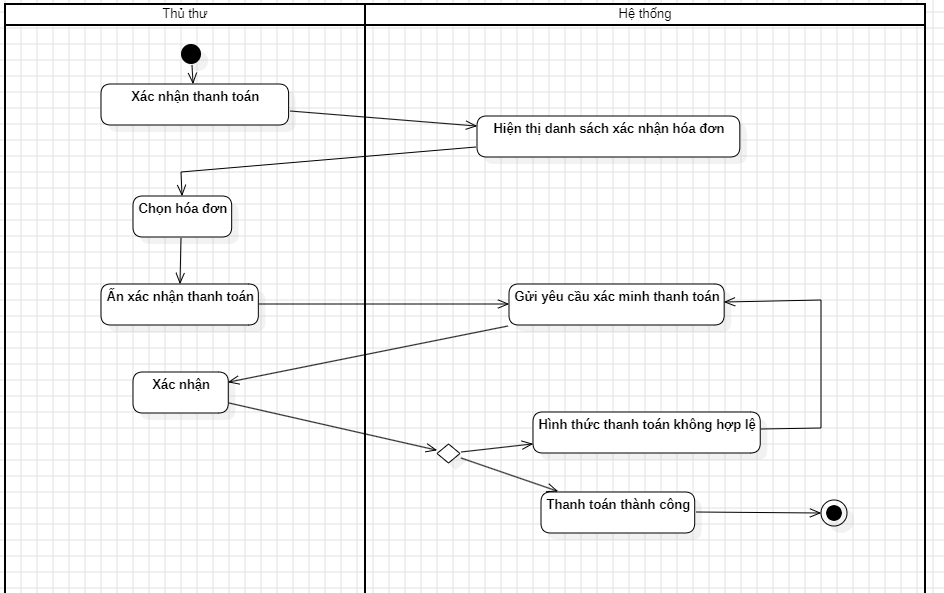 Thủ thư
Hệ thống
Xác nhận thanh toán
Hiện thị danh sách xác nhận hóa đơn
Chọn hóa đơn
Ấn xác nhận thanh toán
Gửi yêu cầu xác minh thanh toán
Xác nhận
Hình thức thanh toán không hợp lệ
Thanh toán thành công